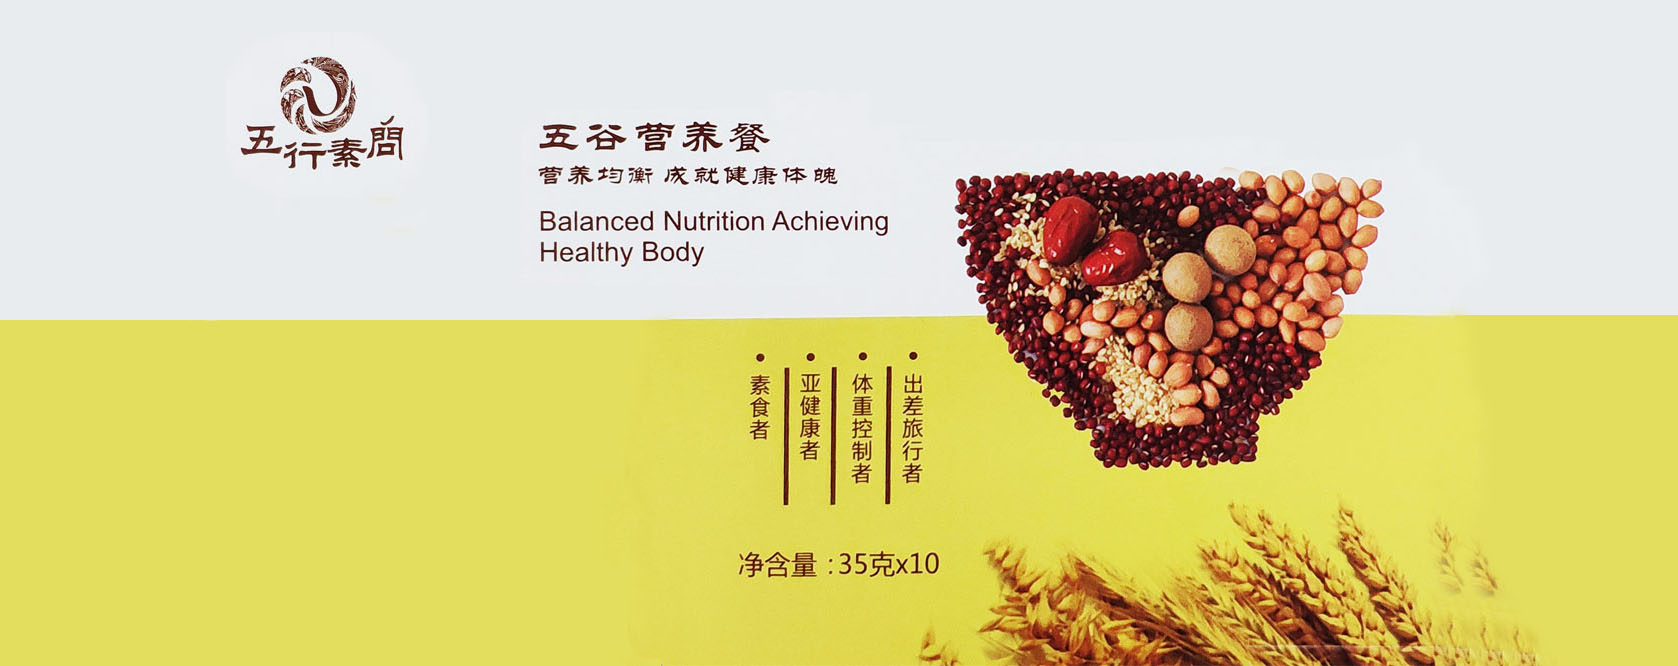 五行素問
五谷营养餐
营养均衡 成就健康体魄
Balanced Nutrition Achieving
Healthy Body
出差旅行者
体重控制者
亚健康者
素食者
净含量:35克x10